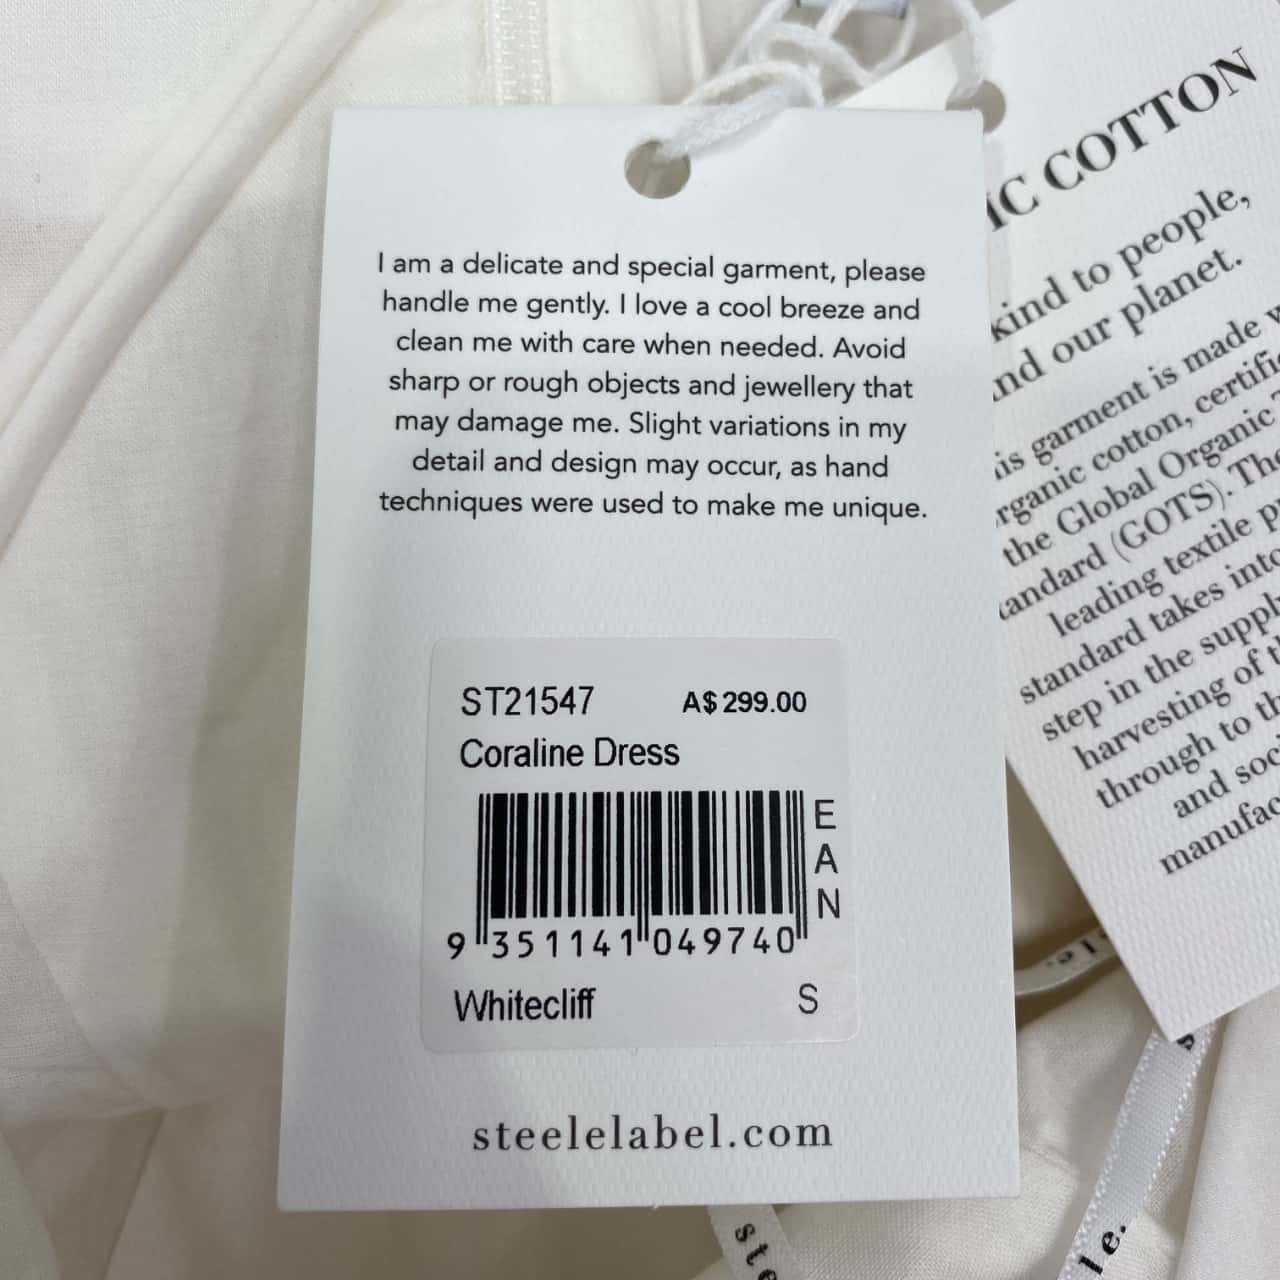 I am a delicate and special garment, please
handle me gently. I love a cool breeze and
clean me with care when needed. Avoid
sharp or rough objects and jewellery that
may damage me. Slight variations in my
detail and design may occur, as hand
techniques were used to make me unique.
ST21547 A$299.00
Coraline Dress
EAN
9 351141 049740
Whitecliff S
steelelabel.com
IC COTTON
kind to people,
nd our planet.
is garment is made
rganic cotton, certifi
the Global Organic
tandard (GOTS). The
leading textile p
standard takes into
step in the suppl
harvesting of t
through to th
and soci
manufac
ste
le.